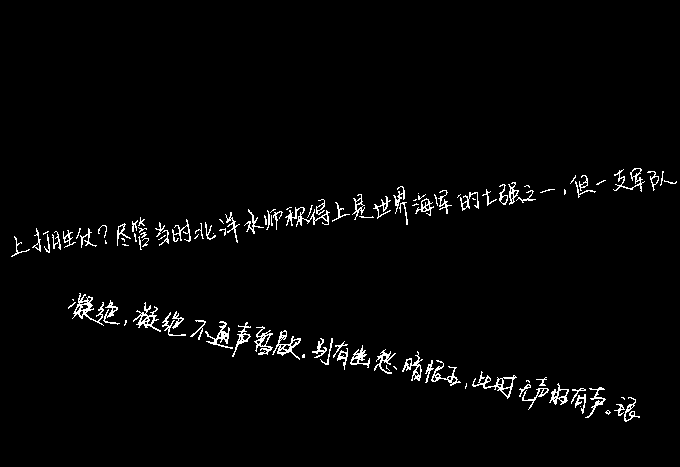 上打胜仗？尽管当时北洋水师称得上是世界海军的七强之一，但一支军队
凝绝，凝绝不通声暂歇．别有幽愁暗恨生，此时无声胜有声。银